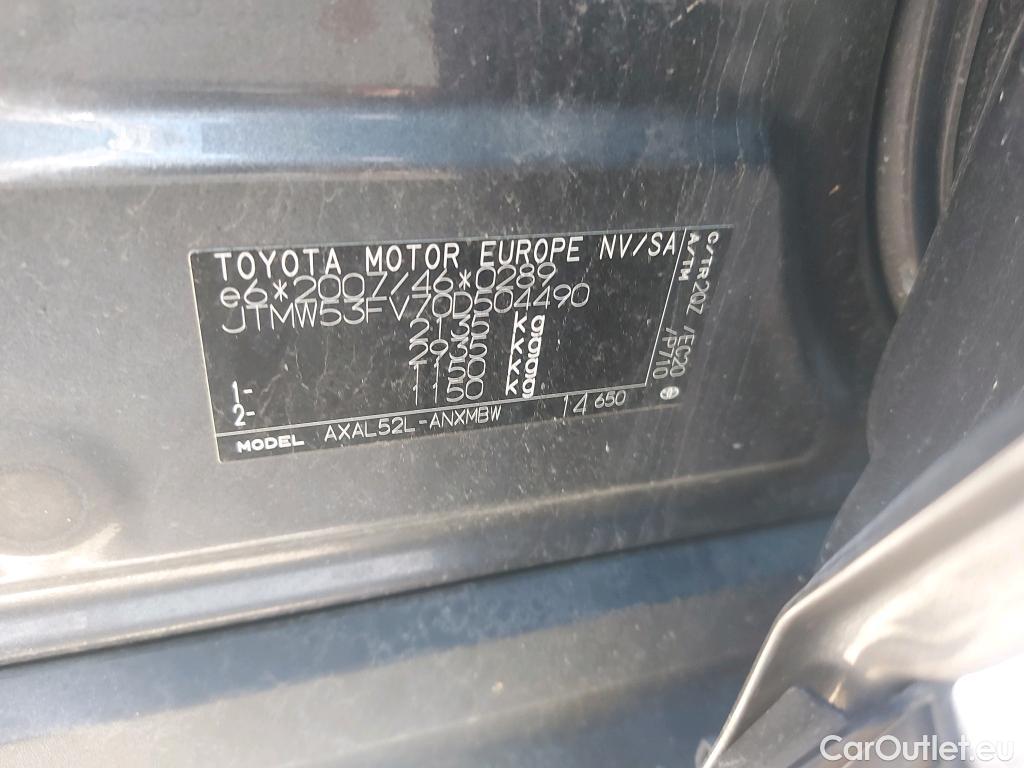 TOYOTA MOTOR EUROPE NV/SA
e6*2007/46*0289
JTMW53FV70D504490
2135 kg
2935 kg
1- 1150 kg
2- 1150 kg
MODEL AXAL52L-ANXMBW 14 650
C/TR 20Z /EC20
A/TM /P710
CarOutlet.eu